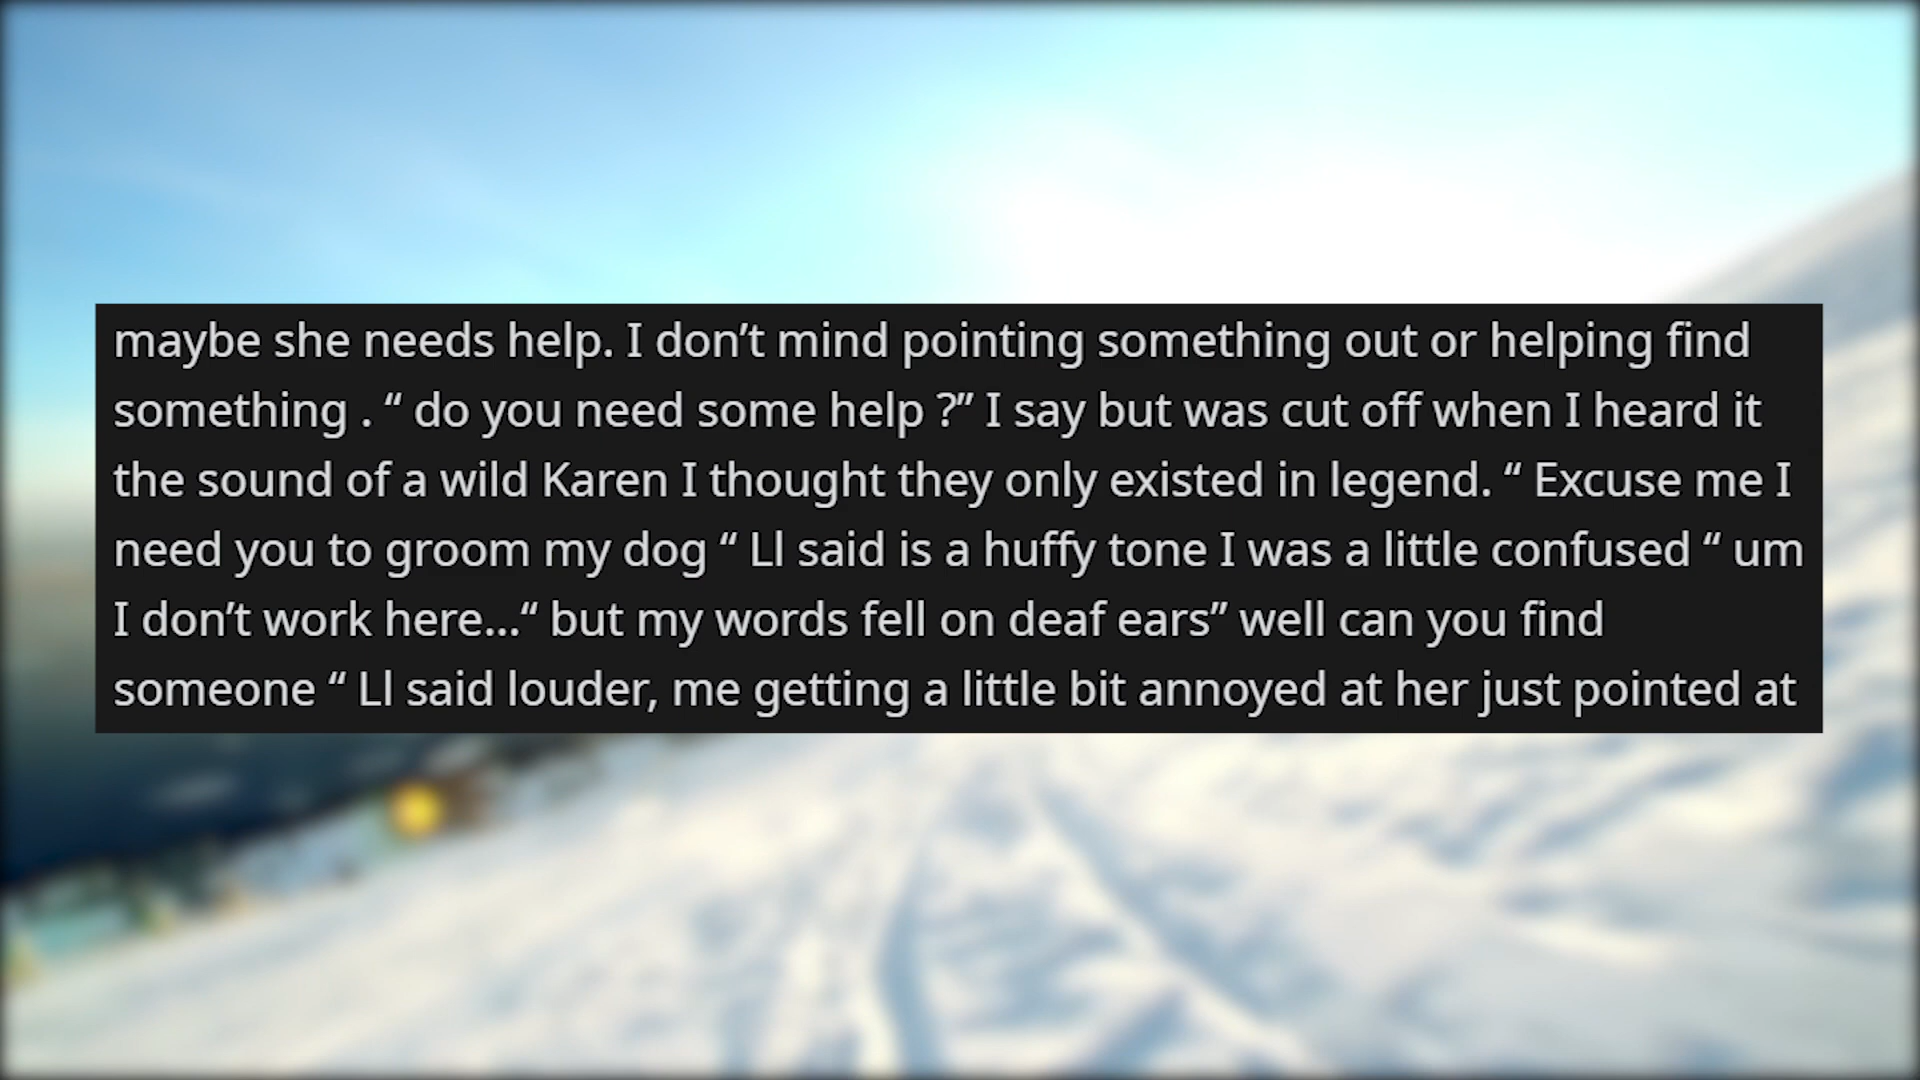 maybe she needs help. I don’t mind pointing something out or helping find
something . “ do you need some help ?” I say but was cut off when I heard it
the sound of a wild Karen I thought they only existed in legend. “ Excuse me I
need you to groom my dog “ Ll said is a huffy tone I was a little confused “ um
I don’t work here...“ but my words fell on deaf ears” well can you find
someone “ Ll said louder, me getting a little bit annoyed at her just pointed at